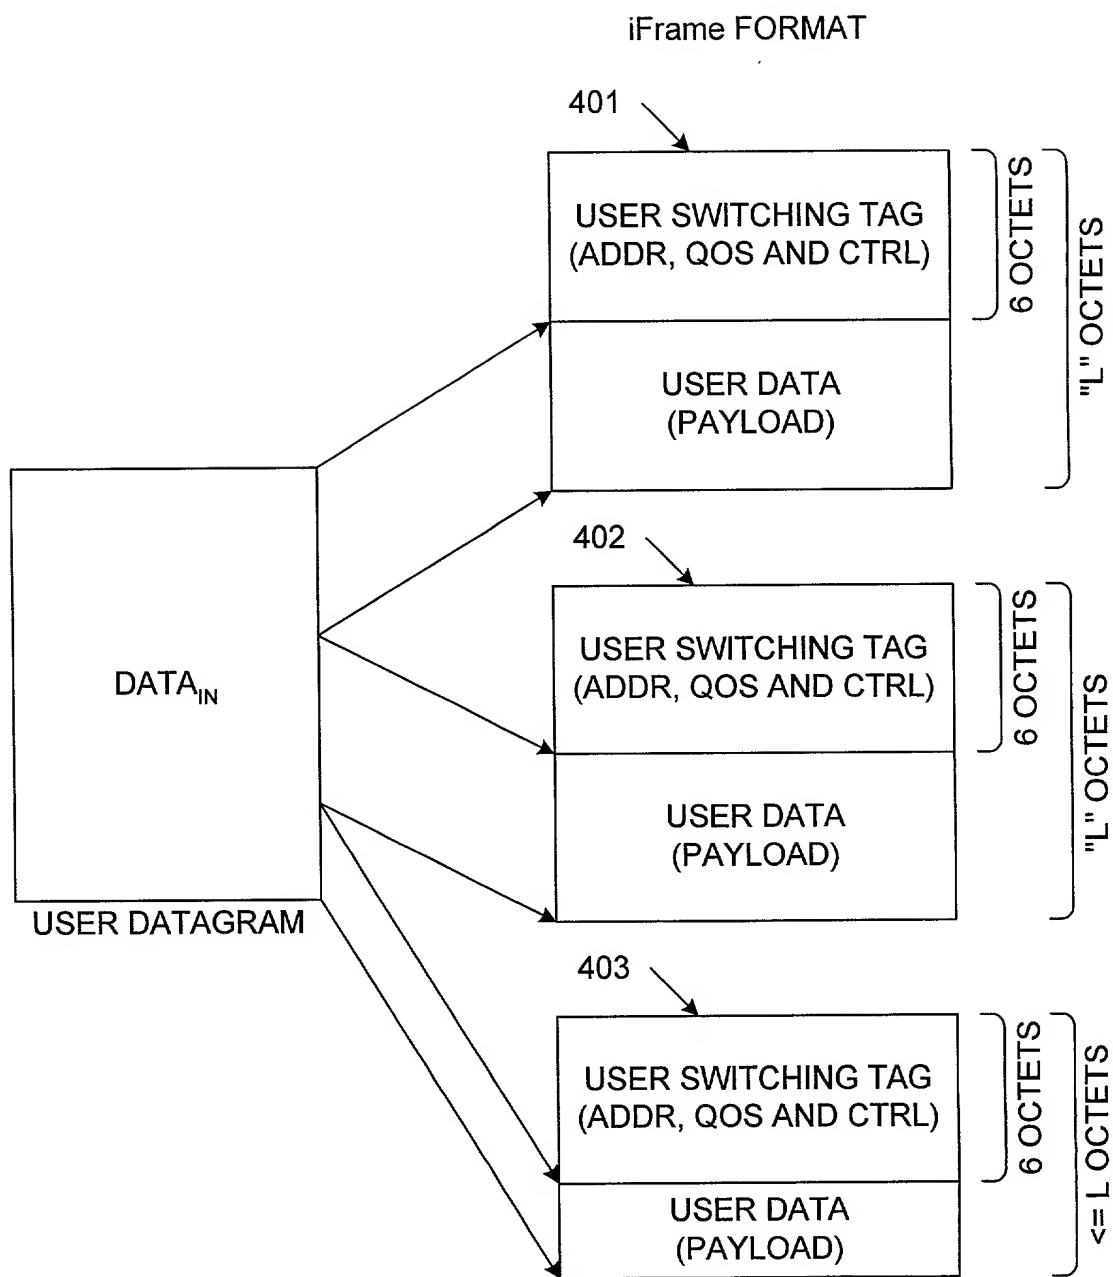 iFrame FORMAT
401
USER SWITCHING TAG
(ADDR, QOS AND CTRL)
6 OCTETS
"L" OCTETS
USER DATA
(PAYLOAD)
402
USER SWITCHING TAG
(ADDR, QOS AND CTRL)
6 OCTETS
"L" OCTETS
DATA_IN
USER DATA
(PAYLOAD)
USER DATAGRAM
403
USER SWITCHING TAG
(ADDR, QOS AND CTRL)
6 OCTETS
<= L OCTETS
USER DATA
(PAYLOAD)